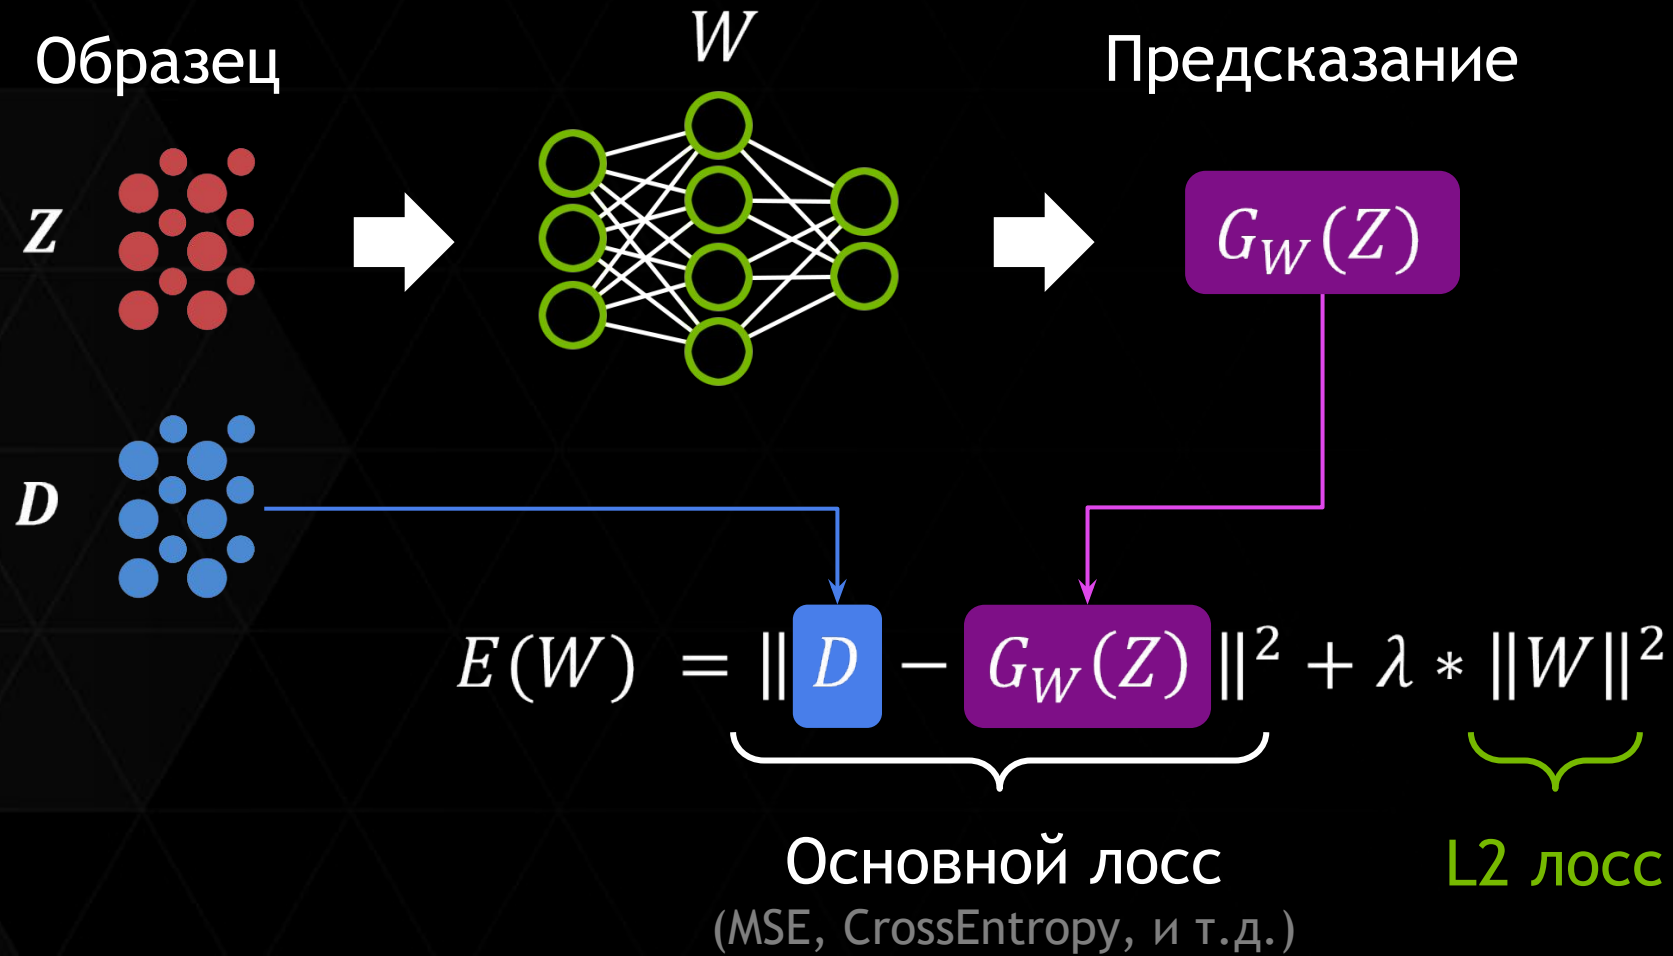 W
Образец
Предсказание
Z
G_W(Z)
D
E(W) = ‖D − G_W(Z)‖² + λ * ‖W‖²
Основной лосс
L2 лосс
(MSE, CrossEntropy, и т.д.)